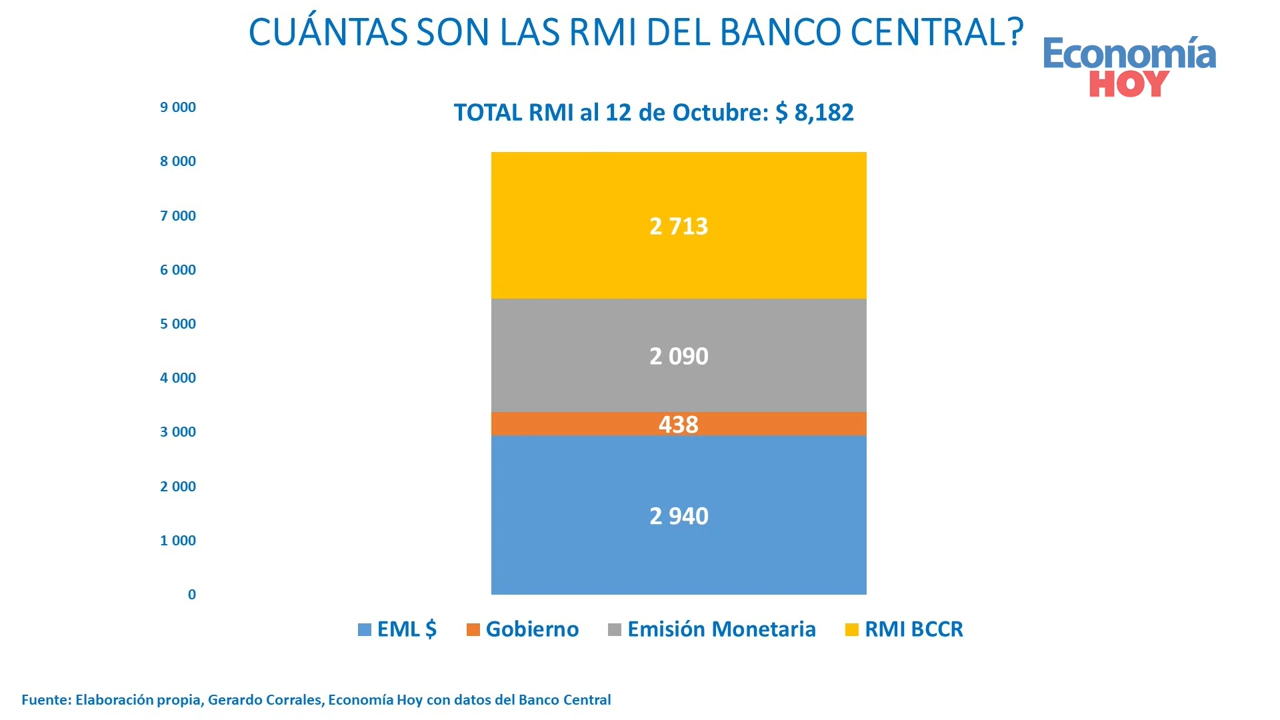 CUÁNTAS SON LAS RMI DEL BANCO CENTRAL?
Economía
HOY
TOTAL RMI al 12 de Octubre: $ 8,182
9 000
8 000
7 000
6 000
5 000
4 000
3 000
2 000
1 000
0
2 713
2 090
438
2 940
EML $ Gobierno Emisión Monetaria RMI BCCR
Fuente: Elaboración propia, Gerardo Corrales, Economía Hoy con datos del Banco Central